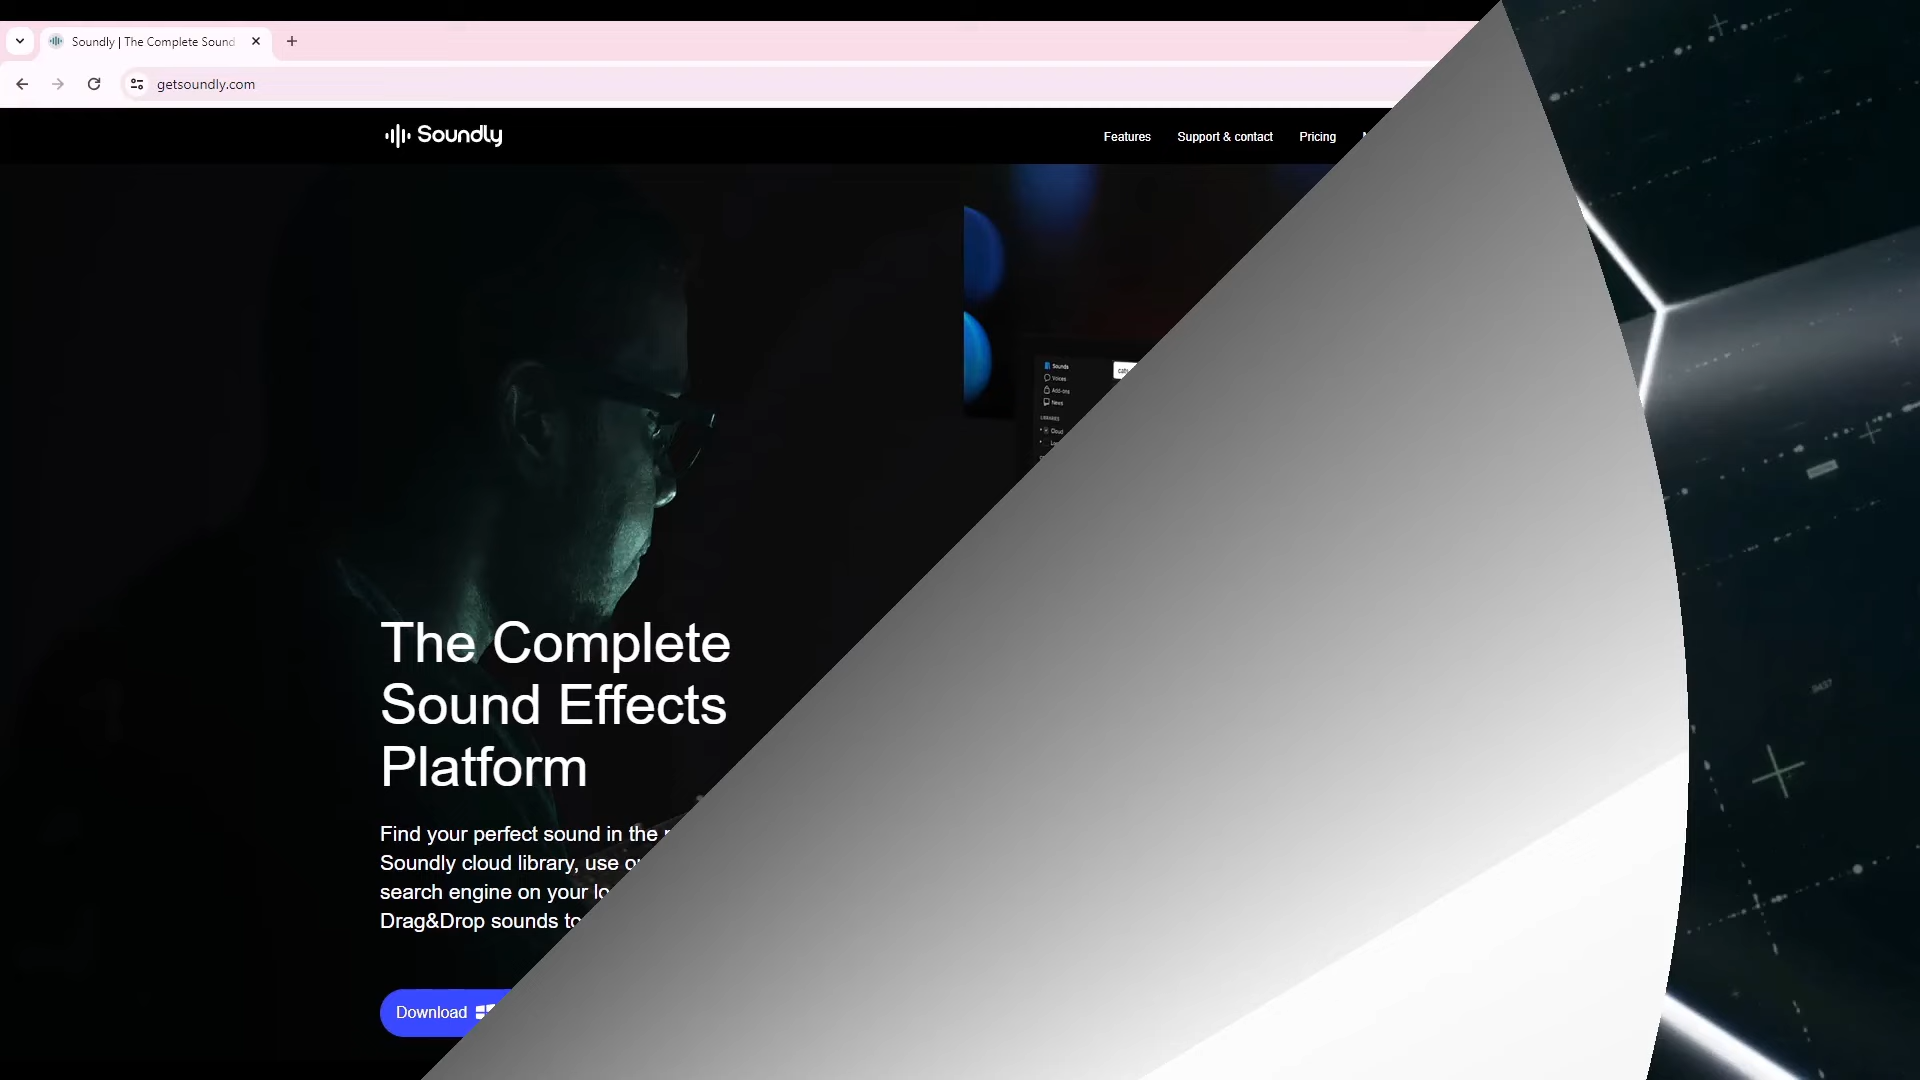 Soundly | The Complete Sound
getsoundly.com
Soundly
Features Support & contact Pricing
Sounds
Voices
Add-ons
News
LIBRARIES
Cloud
The Complete
Sound Effects
Platform
Find your perfect sound in the
Soundly cloud library, use
search engine on your
Drag&Drop sounds
Download
9437